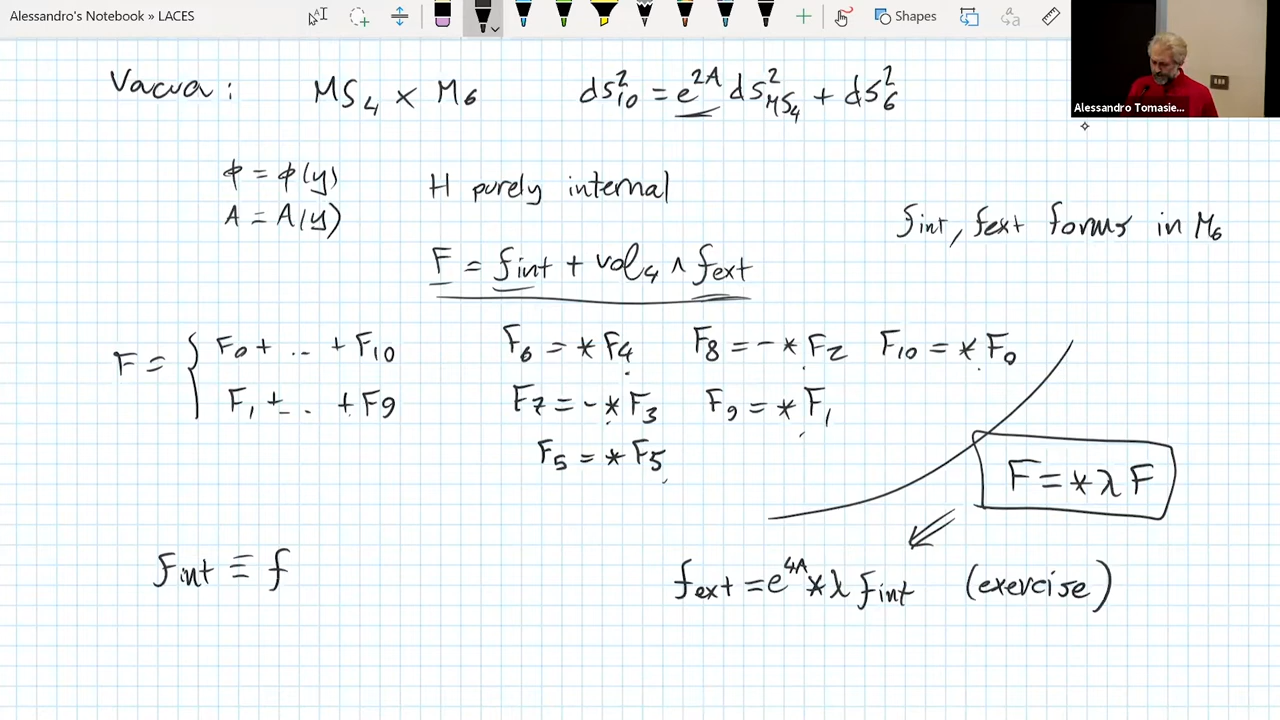 Alessandro's Notebook » LACES
Shapes
Alessandro Tomasie...
Vacua : MS₄ × M₆ ds²₁₀ = e^{2A} ds²_{MS₄} + ds²₆
ϕ = ϕ(y)
A = A(y)
H purely internal
f_int, f_ext forms in M₆
F = f_int + vol₄ ∧ f_ext
F = { F₀ + .. + F₁₀
F₁ + .. + F₉
F₆ = * F₄ F₈ = - * F₂ F₁₀ = * F₀
F₇ = - * F₃ F₉ = * F₁
F₅ = * F₅
F = * λ F
f_int ≡ f
f_ext = e^{4A} * λ f_int (exercise)